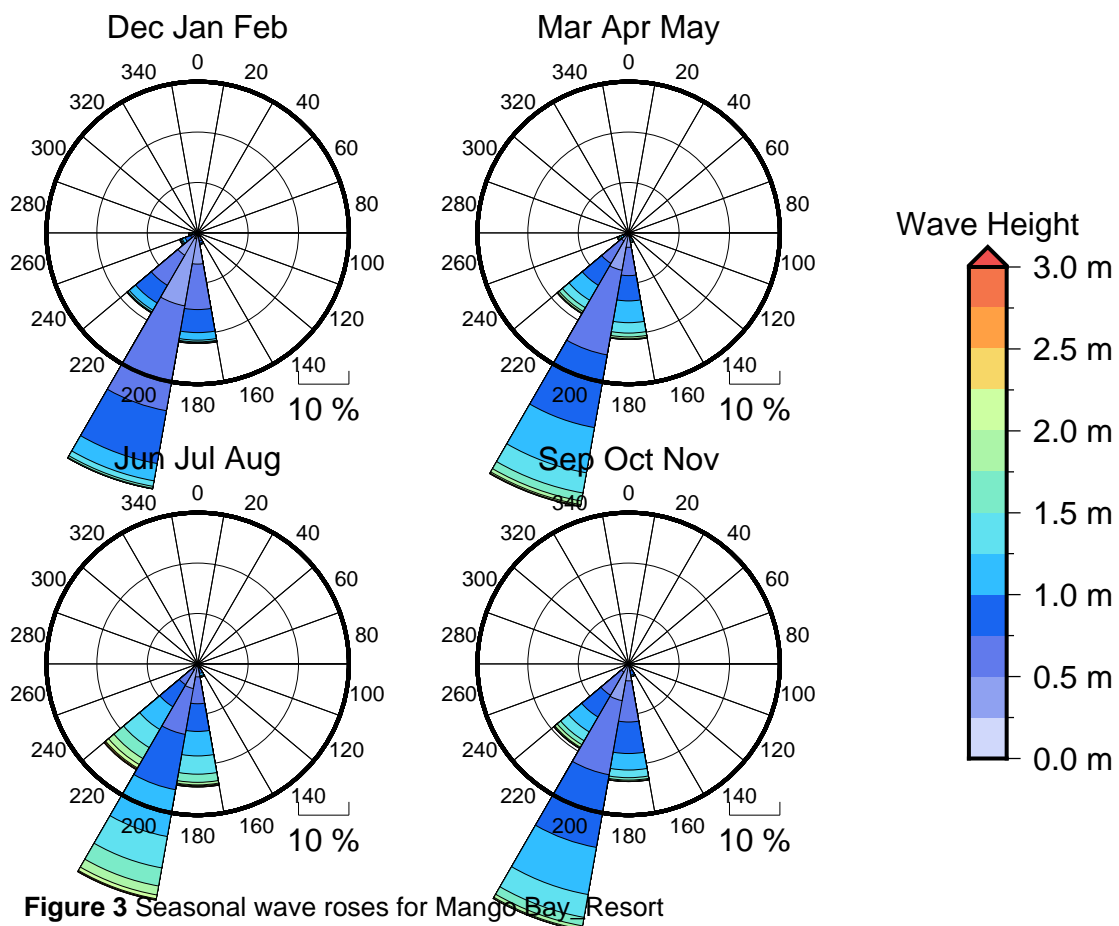 Dec Jan Feb
Mar Apr May
340 0 20
320 40
300 60
280 80
260 100
240 120
220 200 180 160 140
10 %
340 0 20
320 40
300 60
280 80
260 100
240 120
220 200 180 160 140
10 %
Wave Height
3.0 m
2.5 m
2.0 m
1.5 m
1.0 m
0.5 m
0.0 m
Jun Jul Aug
Sep Oct Nov
340 0 20
320 40
300 60
280 80
260 100
240 120
220 200 180 160 140
10 %
340 0 20
320 40
300 60
280 80
260 100
240 120
220 200 180 160 140
10 %
Figure 3 Seasonal wave roses for Mango Bay_Resort